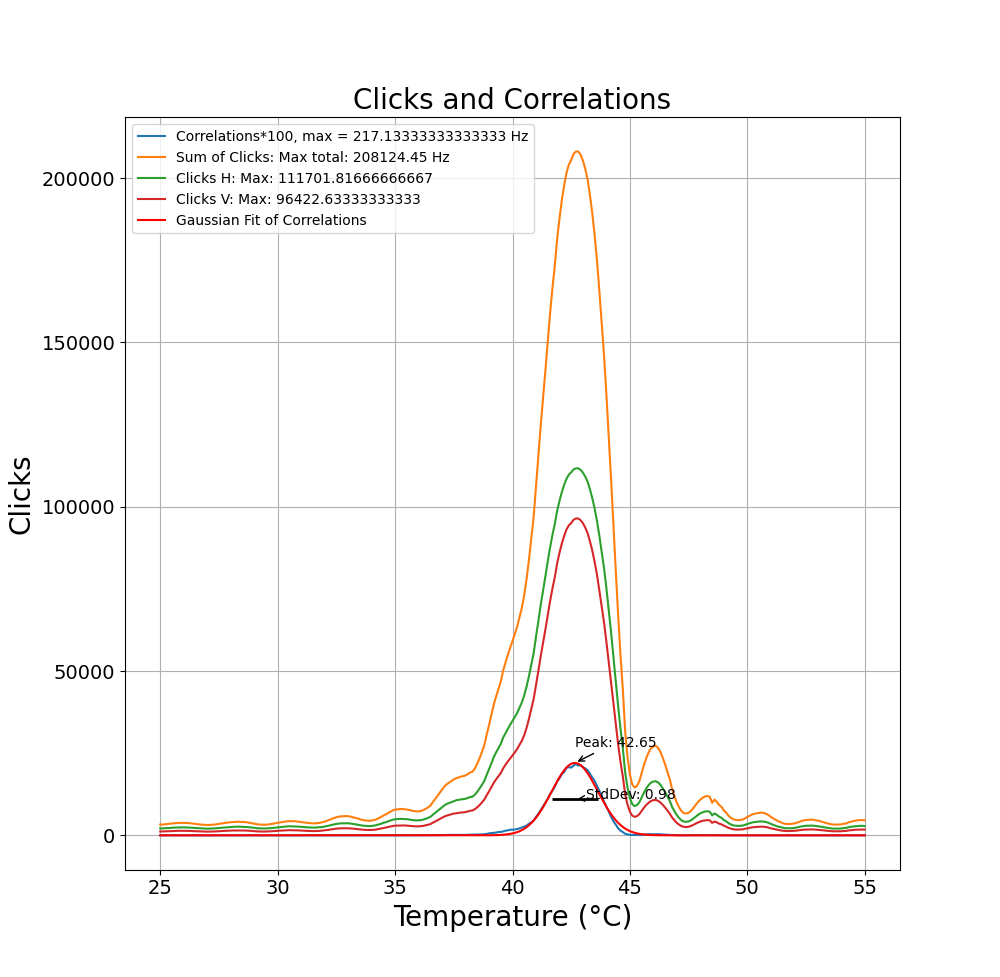 Clicks and Correlations
Correlations*100, max = 217.13333333333333 Hz
Sum of Clicks: Max total: 208124.45 Hz
Clicks H: Max: 111701.81666666667
Clicks V: Max: 96422.63333333333
Gaussian Fit of Correlations
200000
150000
100000
50000
0
Clicks
Peak: 42.65
StdDev: 0.98
25 30 35 40 45 50 55
Temperature (°C)